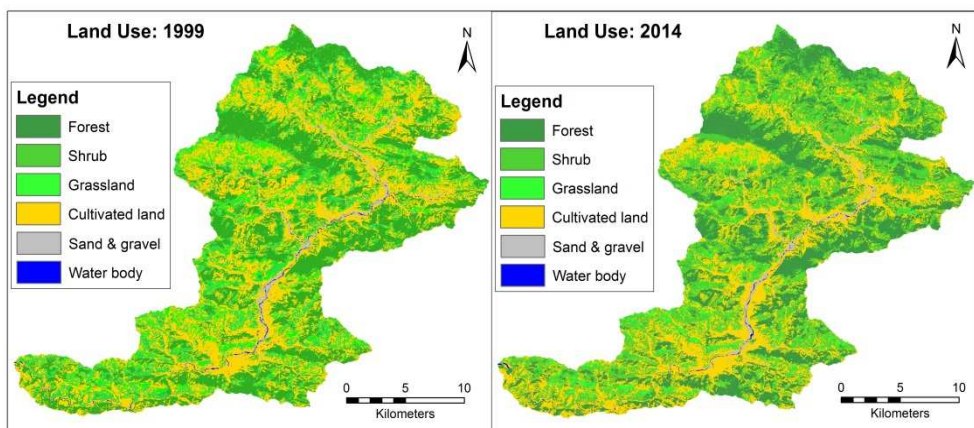 Land Use: 1999
N
Legend
Forest
Shrub
Grassland
Cultivated land
Sand & gravel
Water body
0 5 10
Kilometers
Land Use: 2014
N
Legend
Forest
Shrub
Grassland
Cultivated land
Sand & gravel
Water body
0 5 10
Kilometers